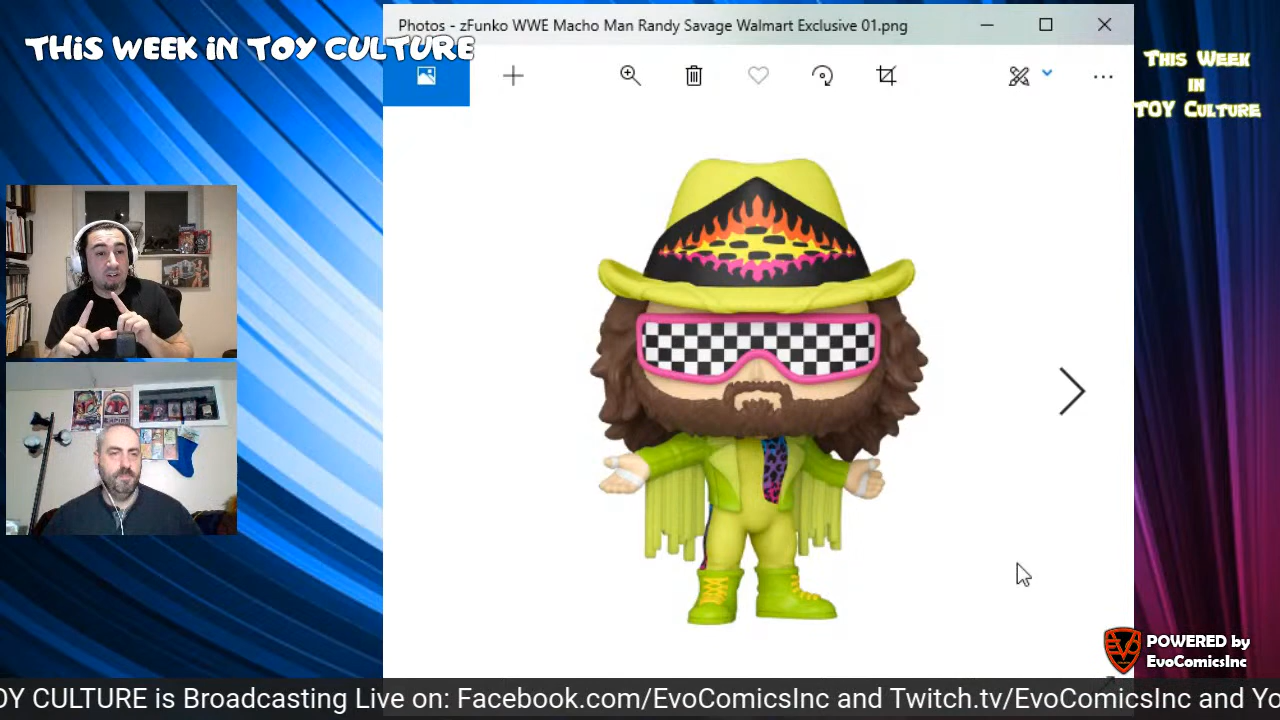 Photos - zFunko WWE Macho Man Randy Savage Walmart Exclusive 01.png
THiS WEEK iN TOY CULTURE
This Week
in
TOY Culture
POWERED by
EvoComicsInc
OY CULTURE is Broadcasting Live on: Facebook.com/EvoComicsInc and Twitch.tv/EvoComicsInc and Yo